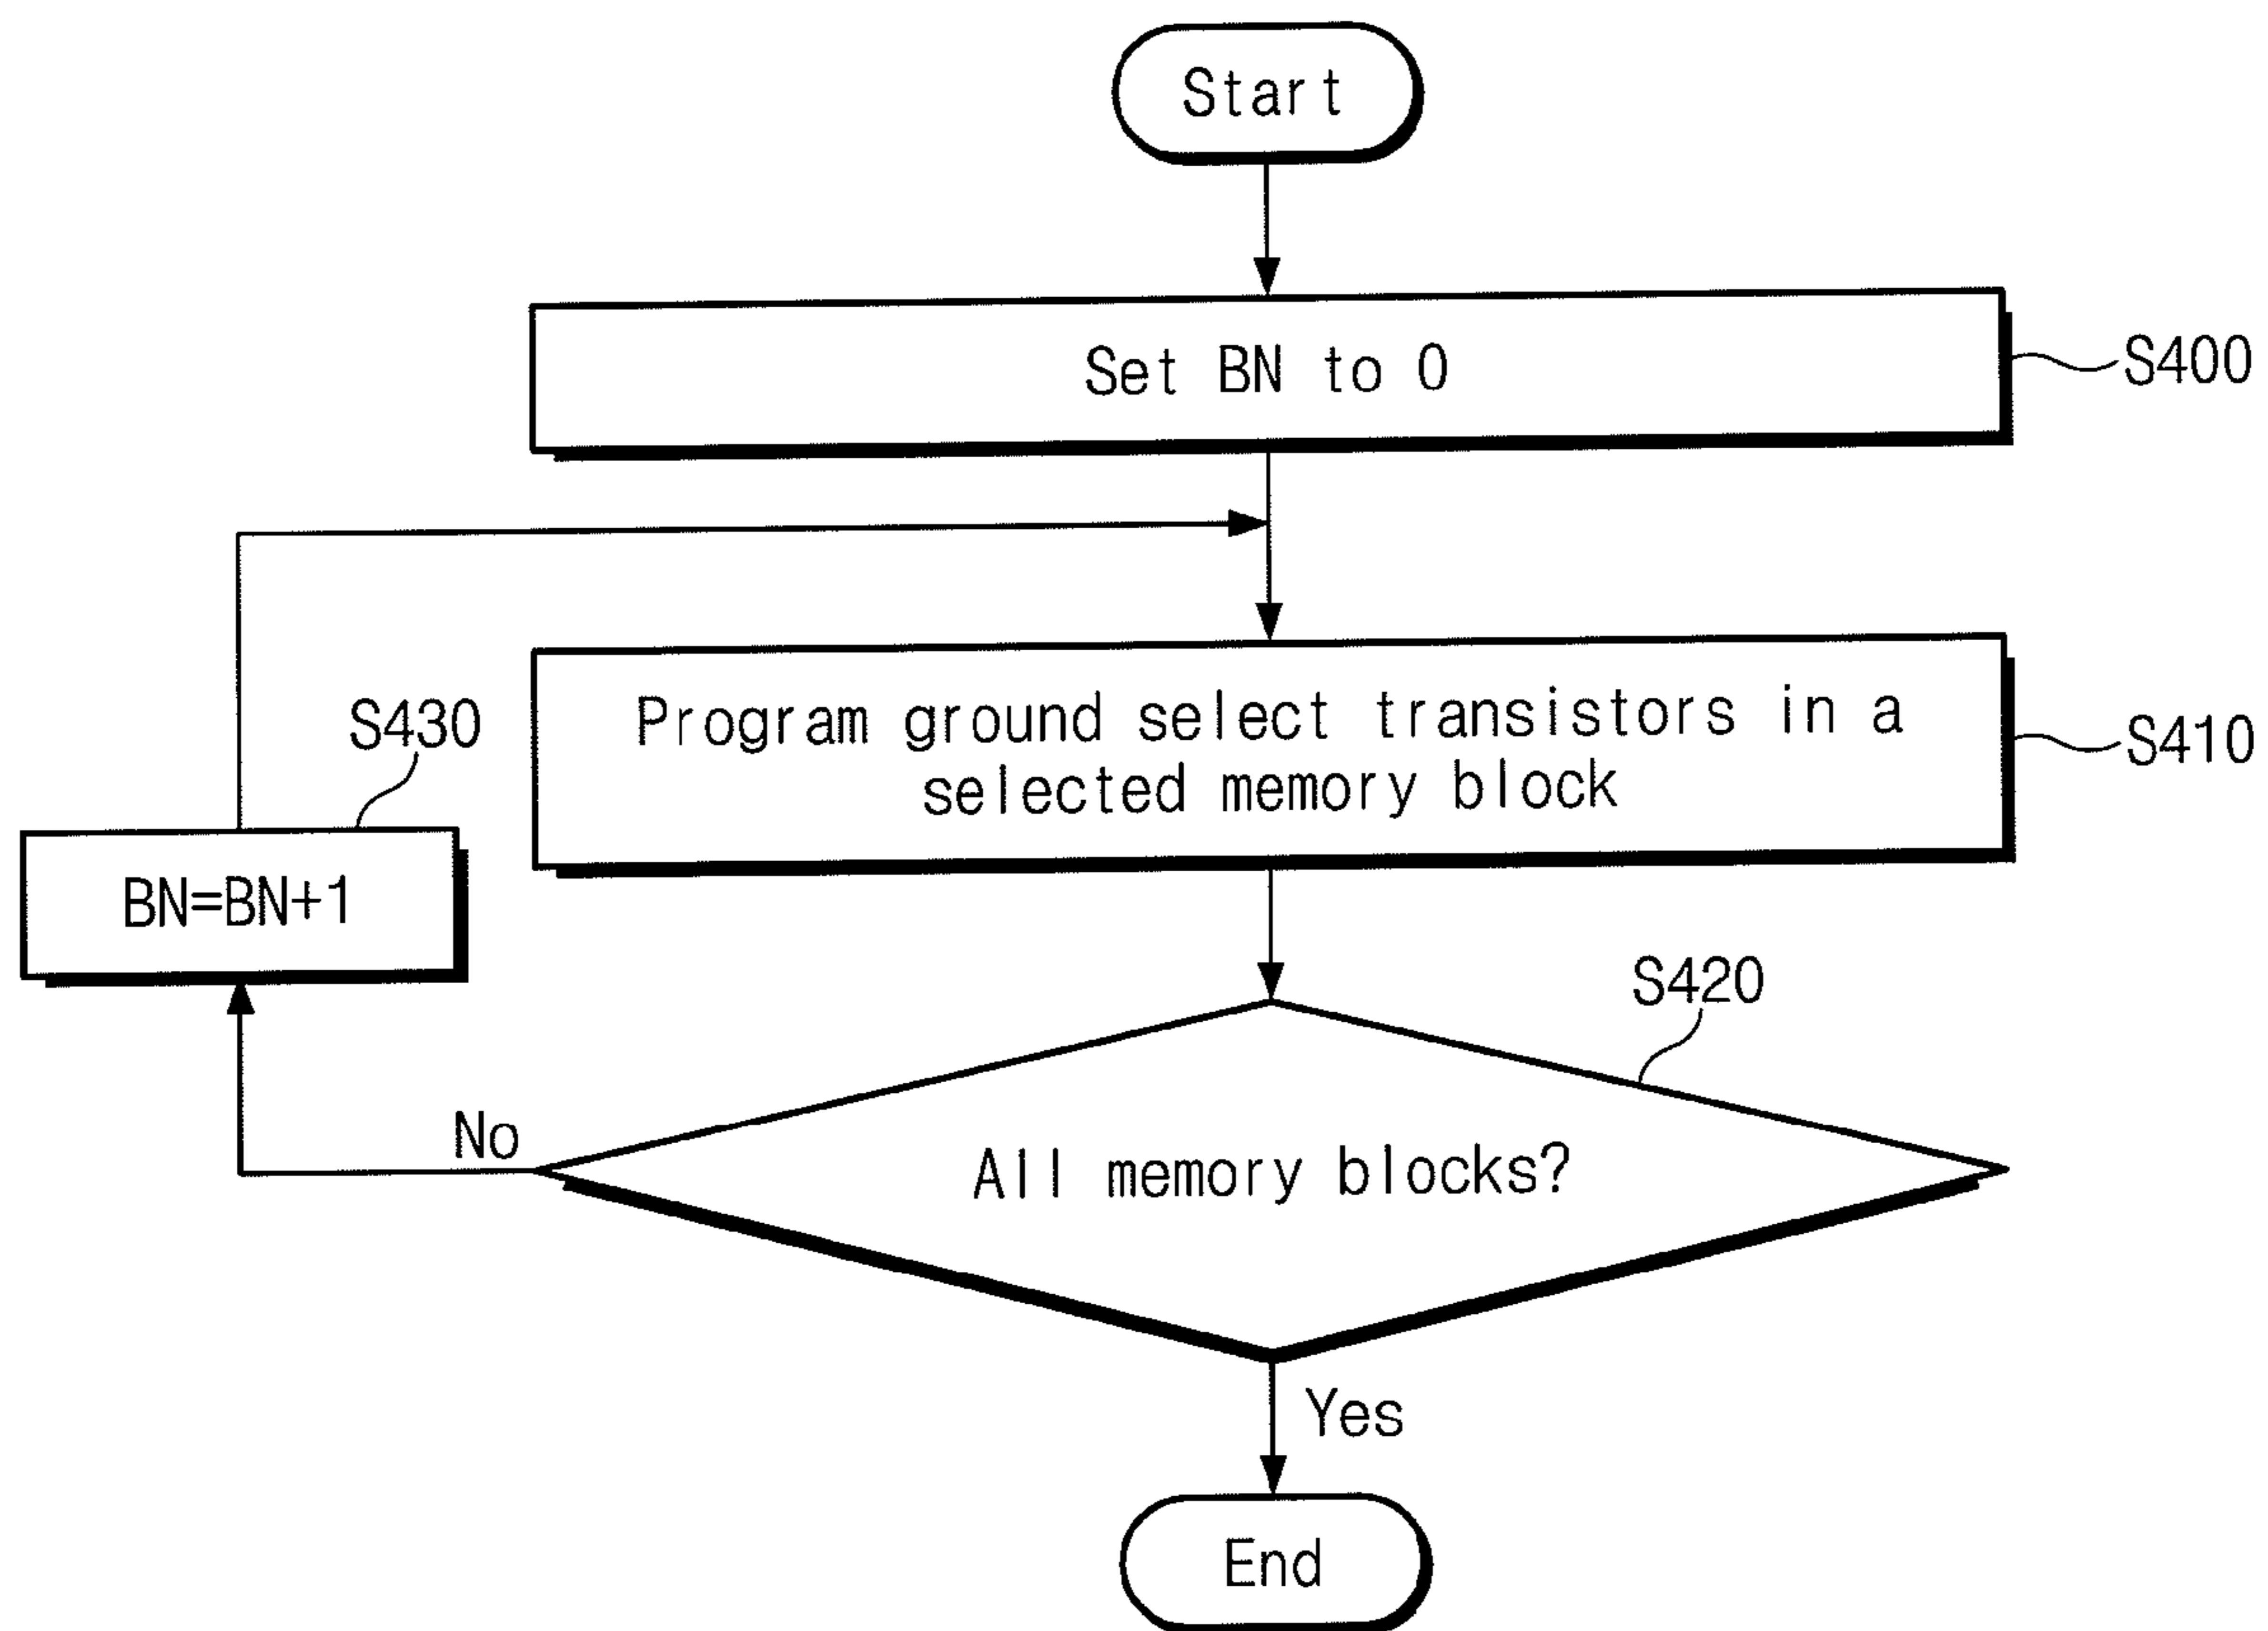 Start
Set BN to 0
S400
Program ground select transistors in a
selected memory block
S410
S430
BN=BN+1
S420
All memory blocks?
No
Yes
End